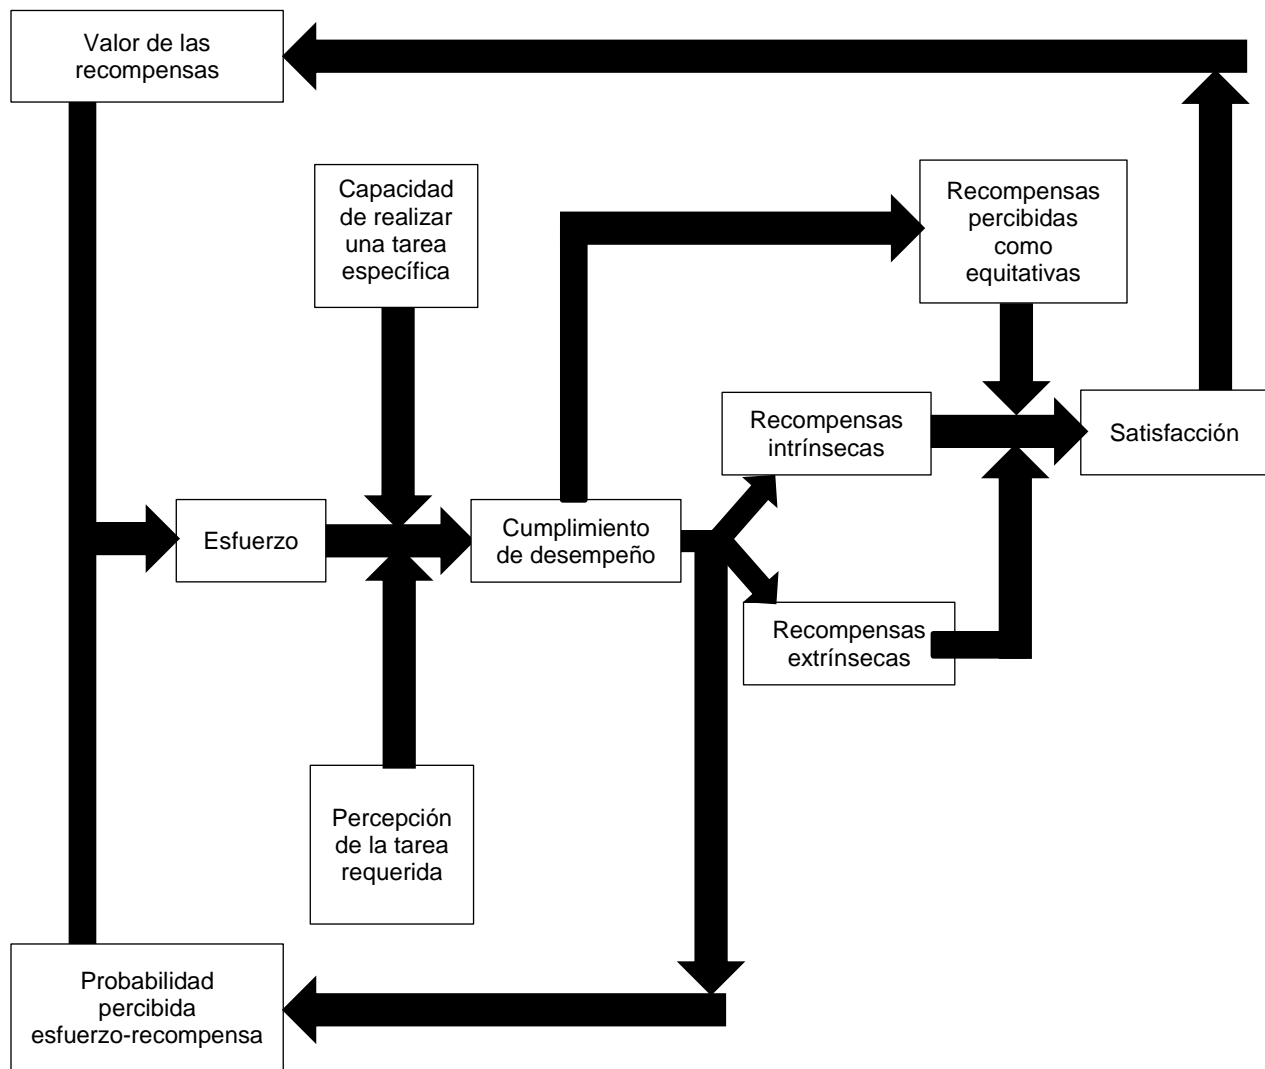 Valor de las
recompensas
Capacidad
de realizar
una tarea
específica
Recompensas
percibidas
como
equitativas
Recompensas
intrínsecas
Satisfacción
Esfuerzo
Cumplimiento
de desempeño
Recompensas
extrínsecas
Percepción
de la tarea
requerida
Probabilidad
percibida
esfuerzo-recompensa